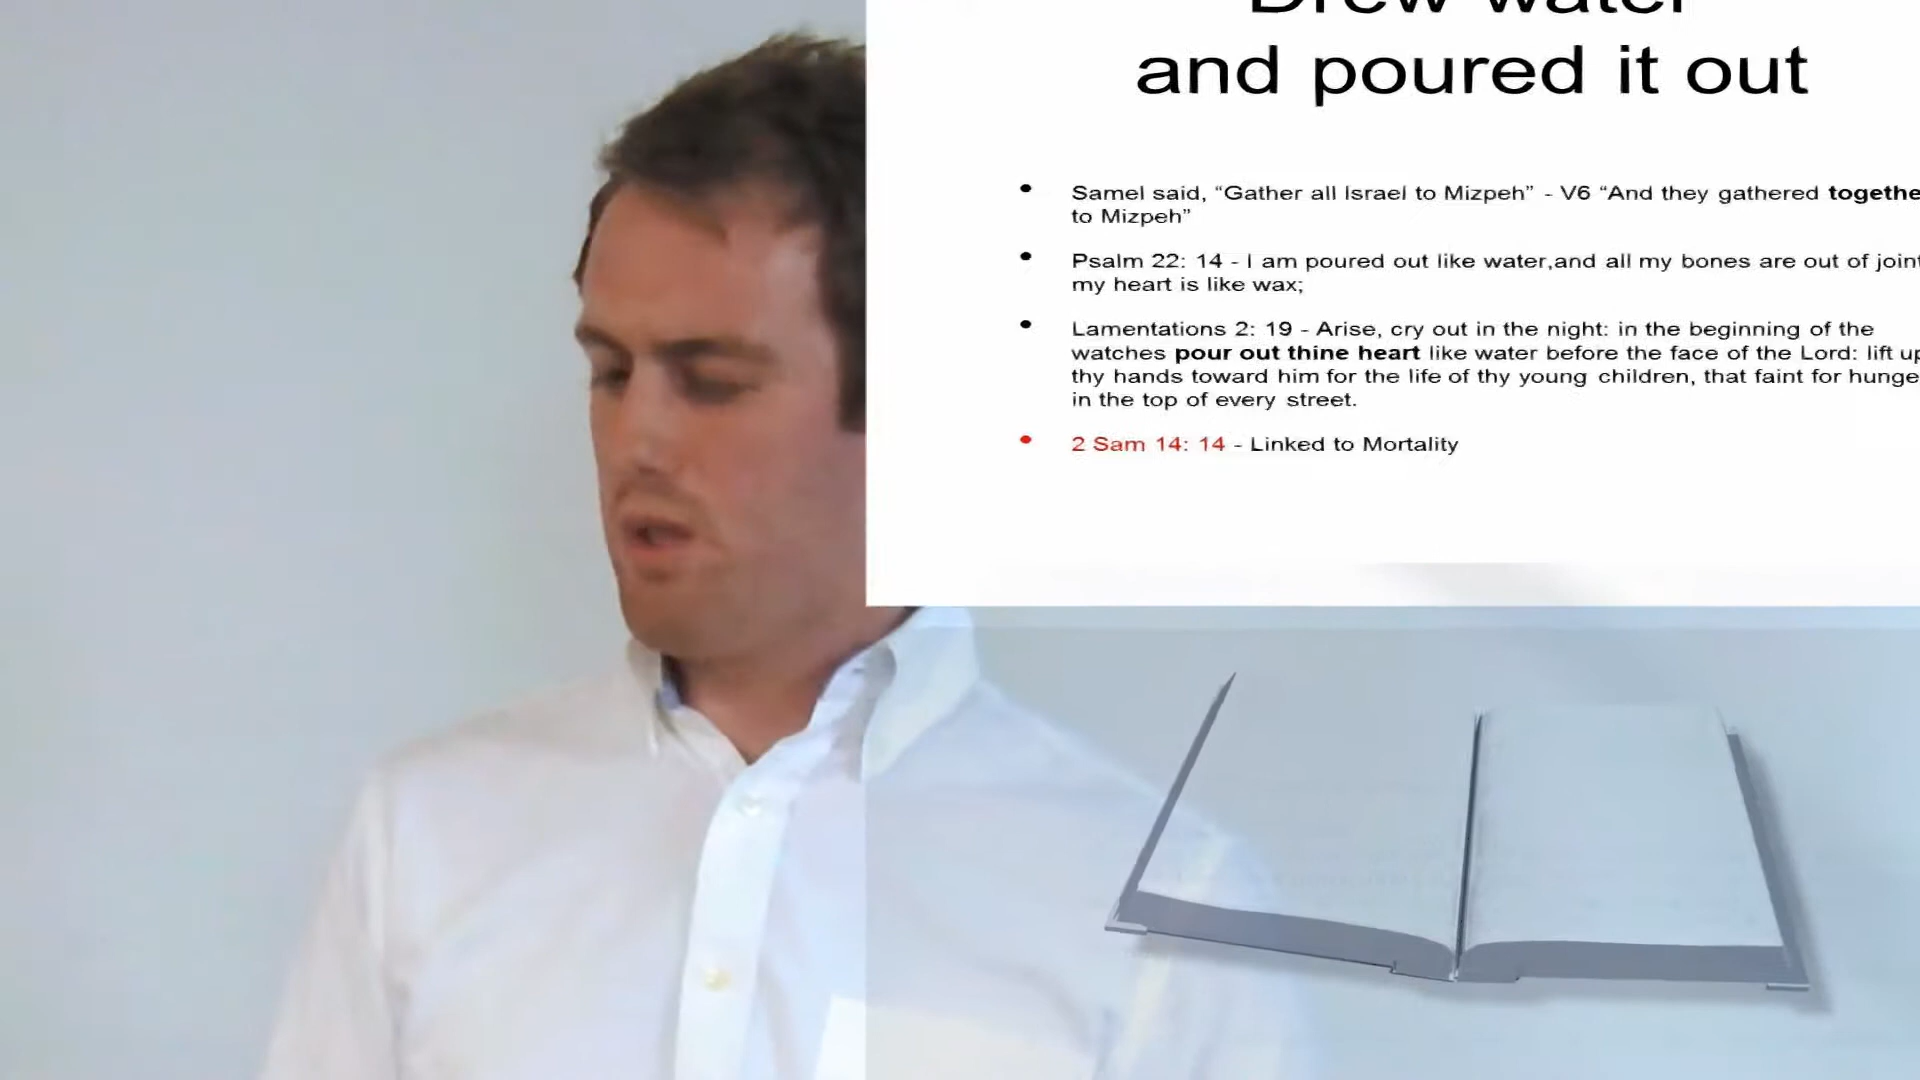 Drew water
and poured it out
• Samel said, “Gather all Israel to Mizpeh” - V6 “And they gathered
to Mizpeh”
• Psalm 22: 14 - I am poured out like water,and all my bones are out of joint
my heart is like wax;
• Lamentations 2: 19 - Arise, cry out in the night: in the beginning of the
watches pour out thine heart like water before the face of the Lord: lift up
thy hands toward him for the life of thy young children, that faint for
in the top of every street.
• 2 Sam 14: 14 - Linked to Mortality